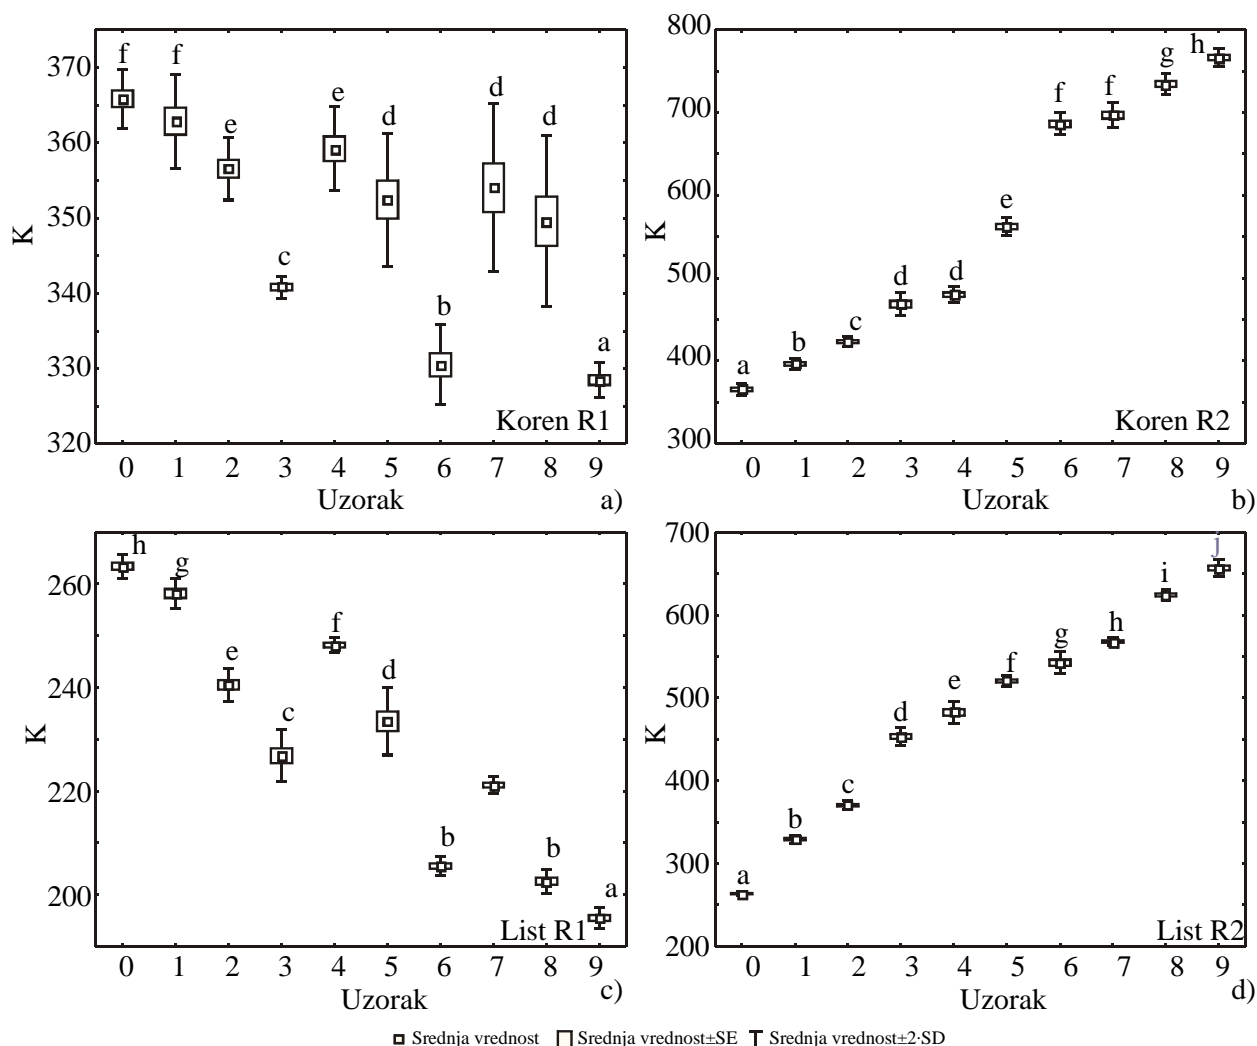 f f e c e d b d d a
370
360
350
340
330
320
K
Koren R1
0 1 2 3 4 5 6 7 8 9
Uzorak
a)
a b c d d e f f g h
800
700
600
500
400
300
K
Koren R2
0 1 2 3 4 5 6 7 8 9
Uzorak
b)
h g e c f d b b a
260
240
220
200
K
List R1
0 1 2 3 4 5 6 7 8 9
Uzorak
c)
a b c d e f g h i j
700
600
500
400
300
200
K
List R2
0 1 2 3 4 5 6 7 8 9
Uzorak
d)
Srednja vrednost Srednja vrednost±SE Srednja vrednost±2·SD